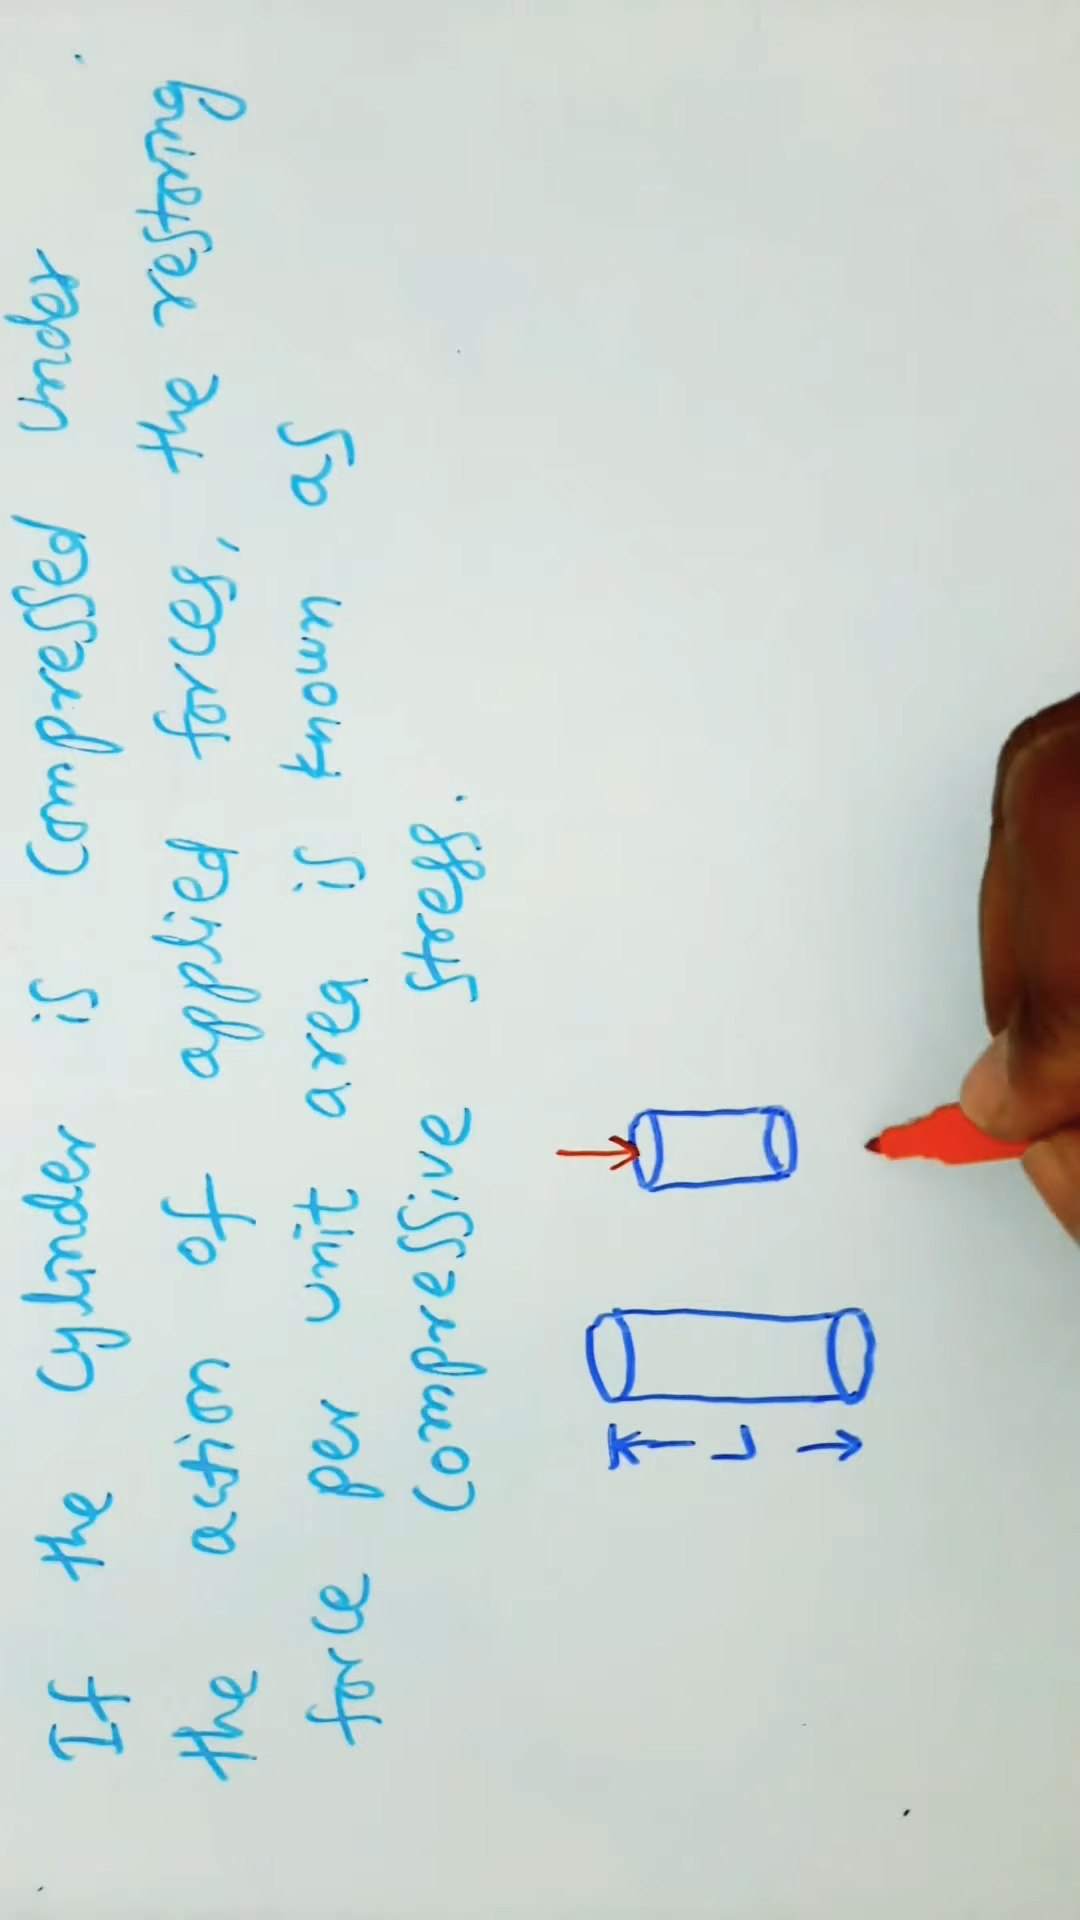 If the cylinder is compressed under
the action of applied forces, the restoring
force per unit area is known as
compressive stress.
L